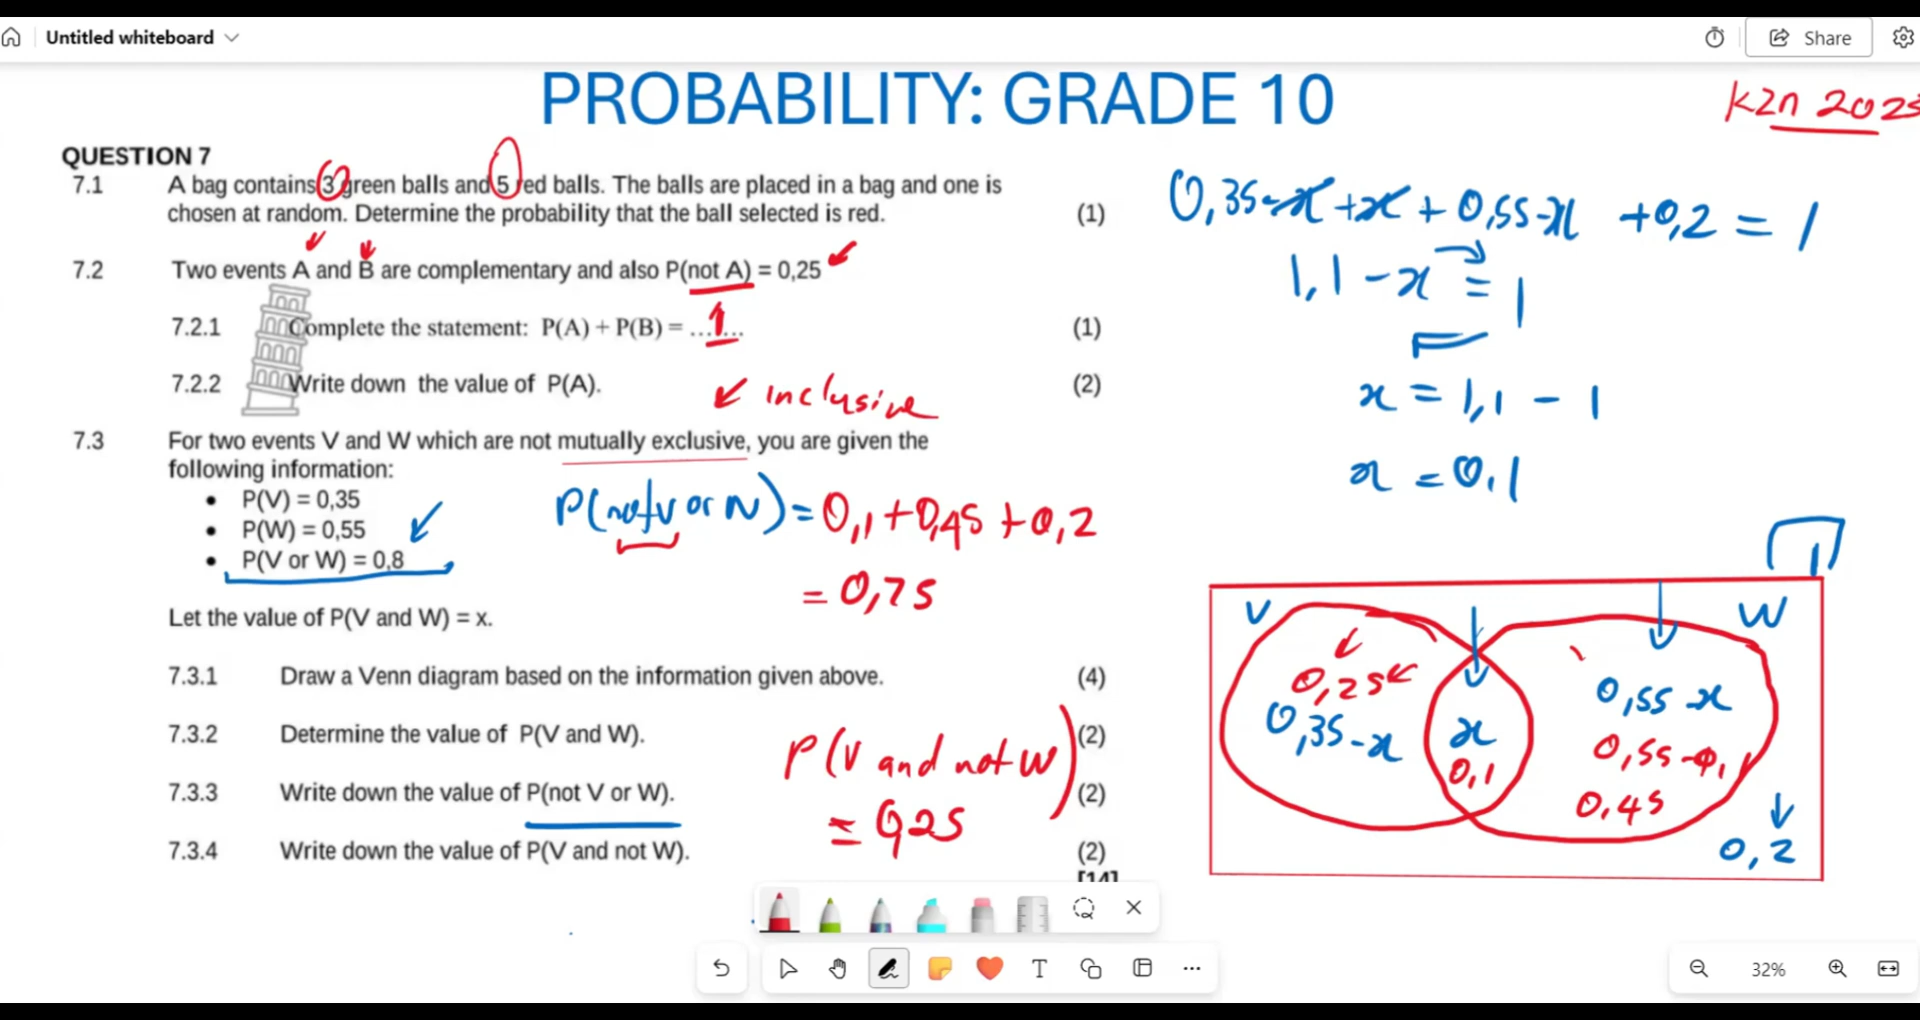 Untitled whiteboard
Share
PROBABILITY: GRADE 10
KZN 2023
QUESTION 7
7.1 A bag contains 3 green balls and 5 red balls. The balls are placed in a bag and one is
chosen at random. Determine the probability that the ball selected is red. (1)
7.2 Two events A and B are complementary and also P(not A) = 0,25
7.2.1 Complete the statement: P(A) + P(B) = ....... (1)
1
7.2.2 Write down the value of P(A). (2)
inclusive
7.3 For two events V and W which are not mutually exclusive, you are given the
following information:
• P(V) = 0,35
• P(W) = 0,55
• P(V or W) = 0,8
P(not V or W) = 0,1 + 0,45 + 0,2
= 0,75
Let the value of P(V and W) = x.
7.3.1 Draw a Venn diagram based on the information given above. (4)
7.3.2 Determine the value of P(V and W). (2)
7.3.3 Write down the value of P(not V or W). (2)
7.3.4 Write down the value of P(V and not W). (2)
[14]
P(V and not W)
= 0,25
0,35-x + x + 0,55-x + 0,2 = 1
1,1 - x = 1
x = 1,1 - 1
x = 0,1
1
V W
0,25
0,35-x
x
0,1
0,55-x
0,55-0,1
0,45
0,2
32%